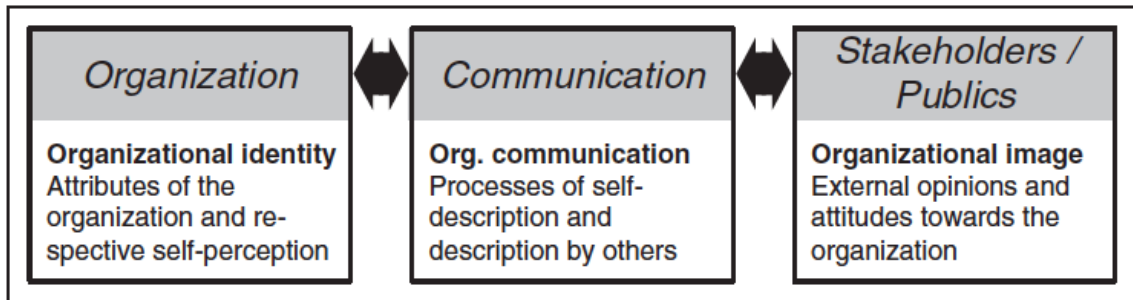 Organization
Organizational identity
Attributes of the
organization and re-
spective self-perception
Communication
Org. communication
Processes of self-
description and
description by others
Stakeholders /
Publics
Organizational image
External opinions and
attitudes towards the
organization